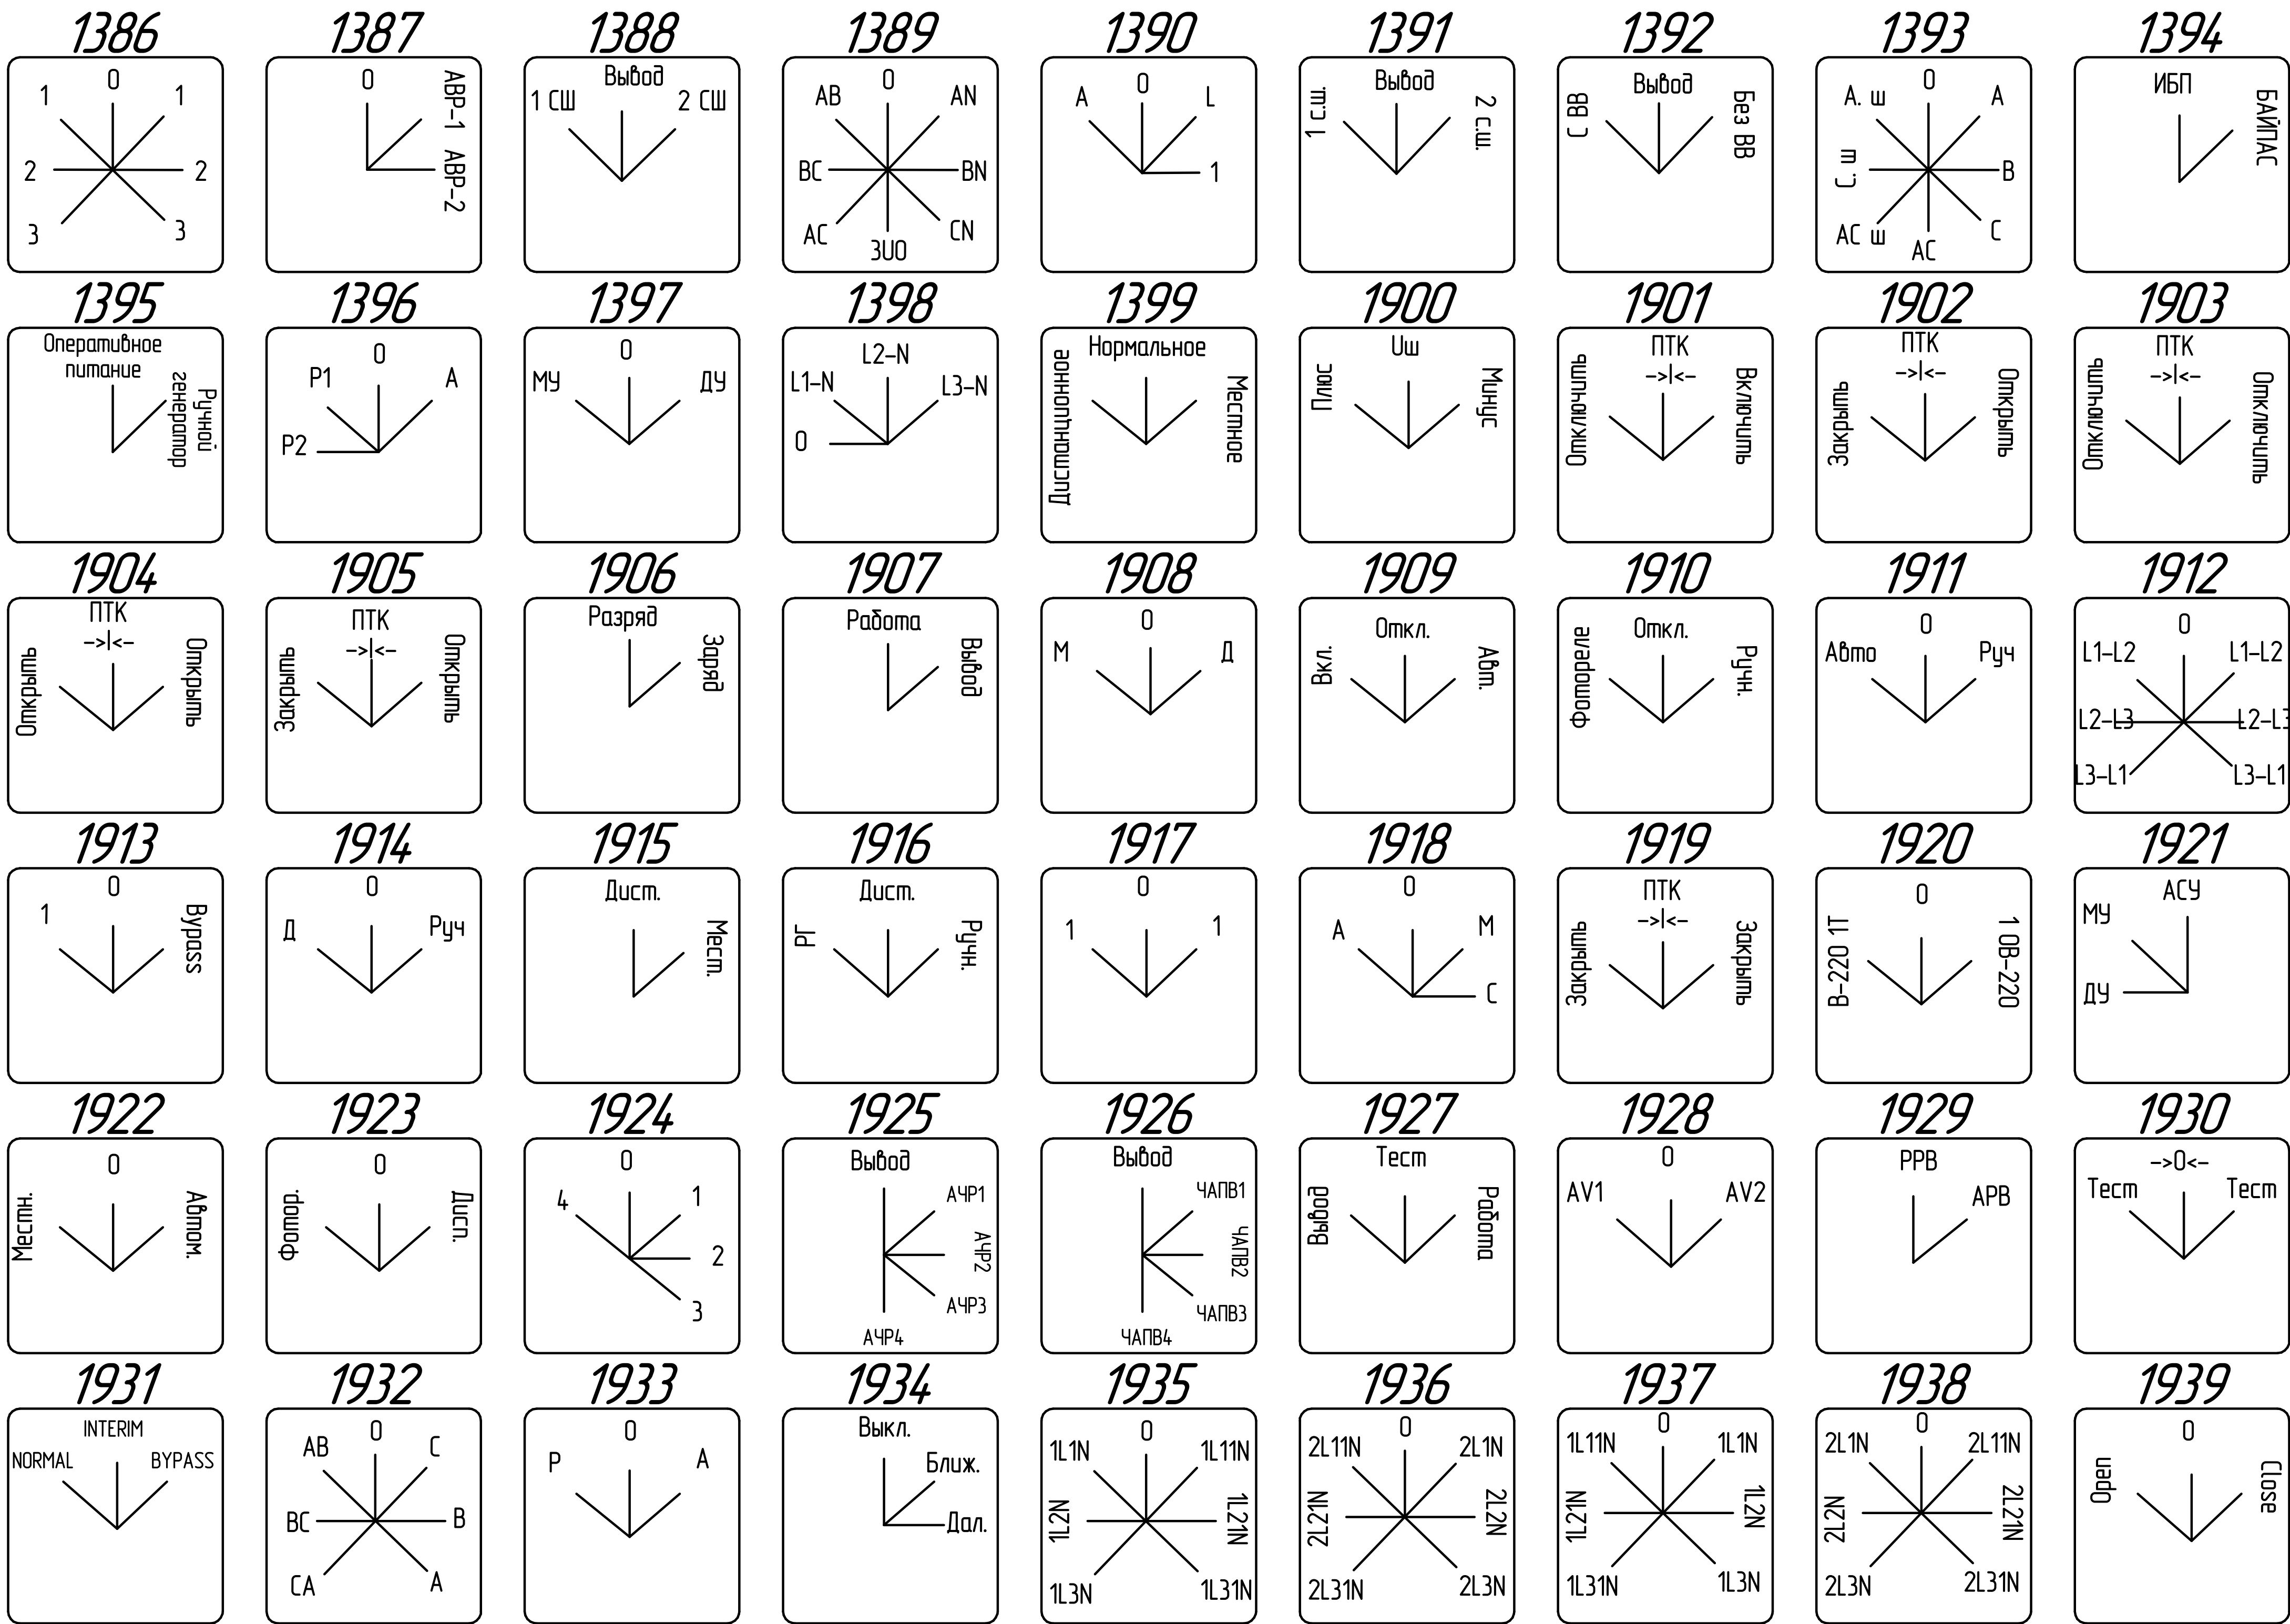 1386 1387 1388 1389 1390 1391 1392 1393 1394
0
1 1
2 2
3 3
0
АВР-1
АВР-2
Вывод
1 СШ 2 СШ
0
AB AN
BC BN
AC CN
3U0
0
A L
1
Вывод
1 с.ш.
2 с.ш.
Вывод
С ВВ
Без ВВ
0
А. ш А
С. ш
В
АС ш С
АС
ИБП
БАЙПАС
1395 1396 1397 1398 1399 1900 1901 1902 1903
Оперативное
питание
Ручной
генератор
0
Р1 А
Р2
0
МУ ДУ
L2-N
L1-N L3-N
0
Нормальное
Дистанционное
Местное
Uш
Плюс
Минус
ПТК
->|<-
Отключить
Включить
ПТК
->|<-
Закрыть
Открыть
ПТК
->|<-
Отключить
Отключить
1904 1905 1906 1907 1908 1909 1910 1911 1912
ПТК
->|<-
Открыть
Открыть
ПТК
->|<-
Закрыть
Открыть
Разряд
Заряд
Работа
Вывод
0
М Д
Откл.
Вкл.
Авт.
Откл.
Фотореле
Ручн.
0
Авто Руч
0
L1-L2 L1-L2
L2-L3 L2-L3
L3-L1 L3-L1
1913 1914 1915 1916 1917 1918 1919 1920 1921
0
1
Bypass
0
Д Руч
Дист.
Мест.
Дист.
РГ
Ручн.
0
1 1
0
А М
С
ПТК
->|<-
Закрыть
Закрыть
0
В-220 1Т
1 ОВ-220
АСУ
МУ
ДУ
1922 1923 1924 1925 1926 1927 1928 1929 1930
0
Местн.
Автом.
0
Фотор.
Дисп.
0
4 1
2
3
Вывод
АЧР1
АЧР2
АЧР3
АЧР4
Вывод
ЧАПВ1
ЧАПВ2
ЧАПВ3
ЧАПВ4
Тест
Вывод
Работа
0
AV1 AV2
РРВ
АРВ
->0<-
Тест Тест
1931 1932 1933 1934 1935 1936 1937 1938 1939
INTERIM
NORMAL BYPASS
0
AB C
BC B
CA A
0
Р А
Выкл.
Ближ.
Дал.
0
1L1N 1L11N
1L2N 1L21N
1L3N 1L31N
0
2L11N 2L1N
2L21N 2L2N
2L31N 2L3N
0
1L11N 1L1N
1L21N 1L2N
1L31N 1L3N
0
2L1N 2L11N
2L2N 2L21N
2L3N 2L31N
0
Open
Close